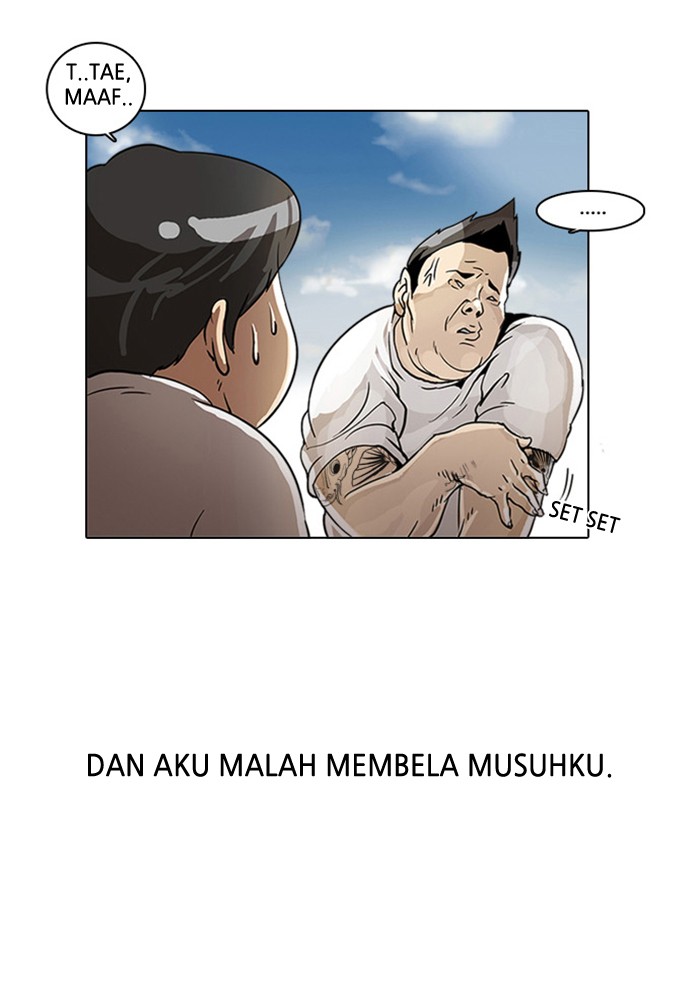 T..TAE,
MAAF..
.....
SET SET
DAN AKU MALAH MEMBELA MUSUHKU.